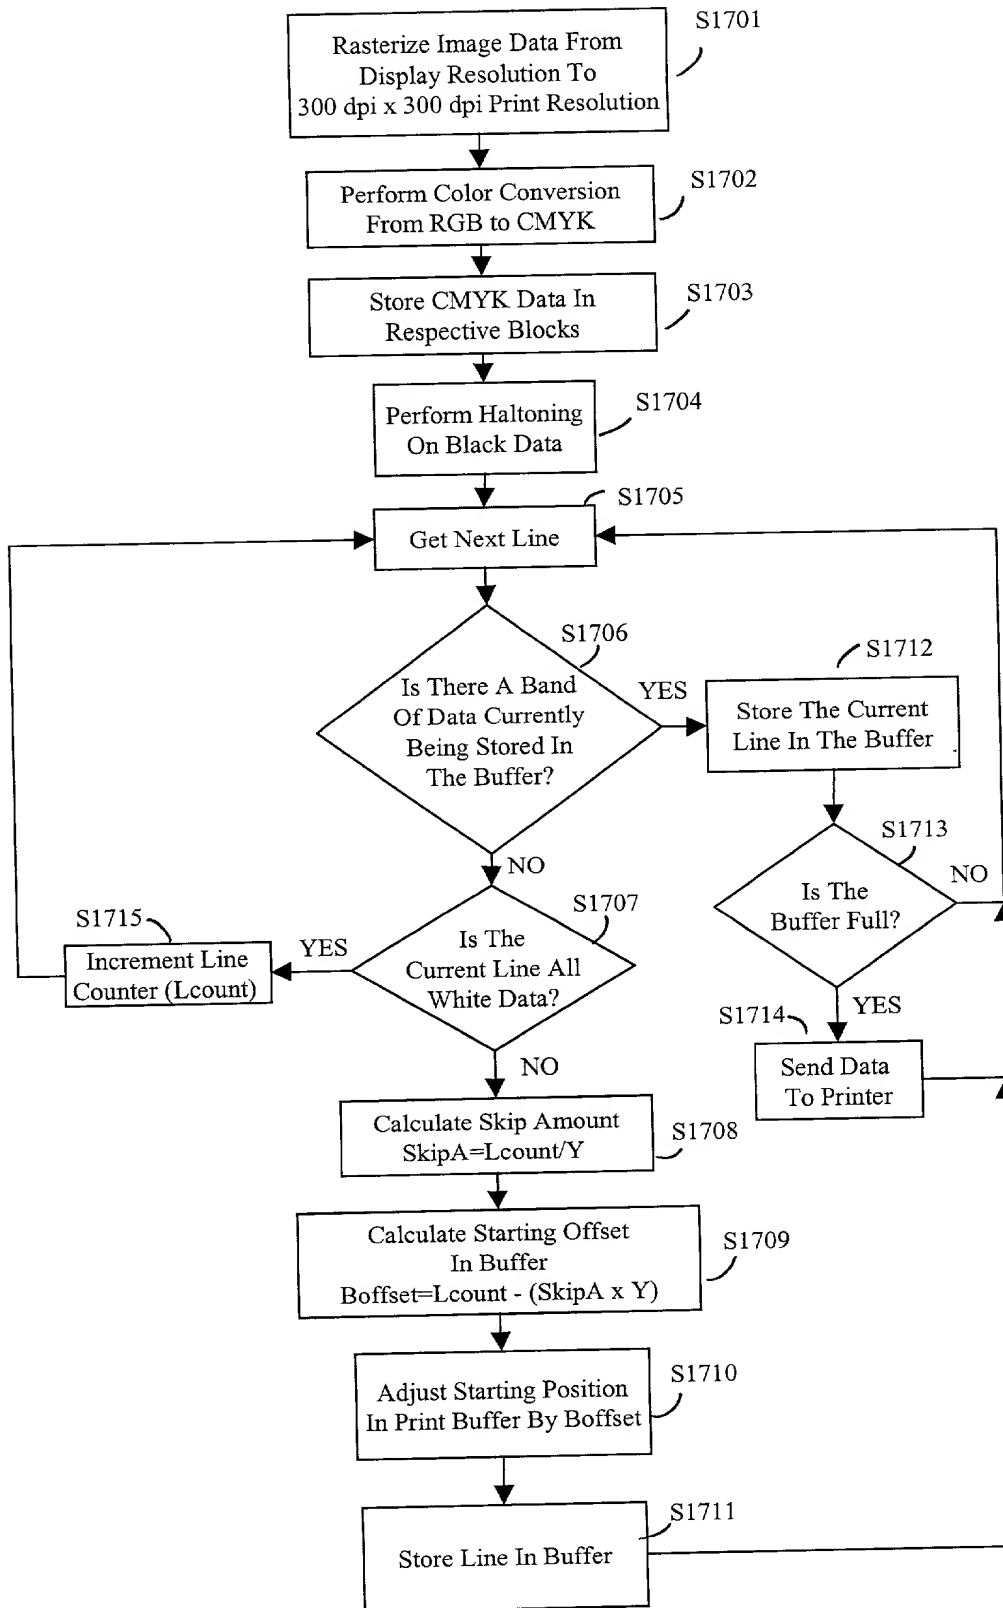 S1701
Rasterize Image Data From
Display Resolution To
300 dpi x 300 dpi Print Resolution
S1702
Perform Color Conversion
From RGB to CMYK
S1703
Store CMYK Data In
Respective Blocks
S1704
Perform Haltoning
On Black Data
S1705
Get Next Line
S1706
Is There A Band
Of Data Currently
Being Stored In
The Buffer?
YES
S1712
Store The Current
Line In The Buffer
S1713
Is The
Buffer Full?
NO
YES
S1714
Send Data
To Printer
NO
S1707
Is The
Current Line All
White Data?
YES
S1715
Increment Line
Counter (Lcount)
NO
S1708
Calculate Skip Amount
SkipA=Lcount/Y
S1709
Calculate Starting Offset
In Buffer
Boffset=Lcount - (SkipA x Y)
S1710
Adjust Starting Position
In Print Buffer By Boffset
S1711
Store Line In Buffer